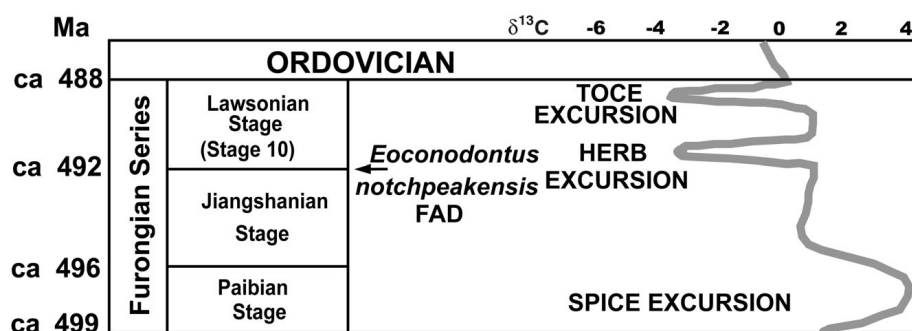 Ma δ13C -6 -4 -2 0 2 4
ORDOVICIAN
ca 488
Furongian Series
Lawsonian
Stage
(Stage 10)
TOCE
EXCURSION
ca 492
Eoconodontus
notchpeakensis
FAD
HERB
EXCURSION
Jiangshanian
Stage
ca 496
Paibian
Stage
SPICE EXCURSION
ca 499